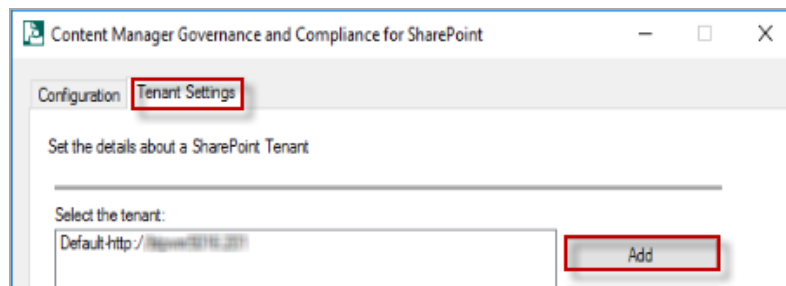 Content Manager Governance and Compliance for SharePoint
Configuration
Tenant Settings
Set the details about a SharePoint Tenant
Select the tenant:
Default-http:/
Add